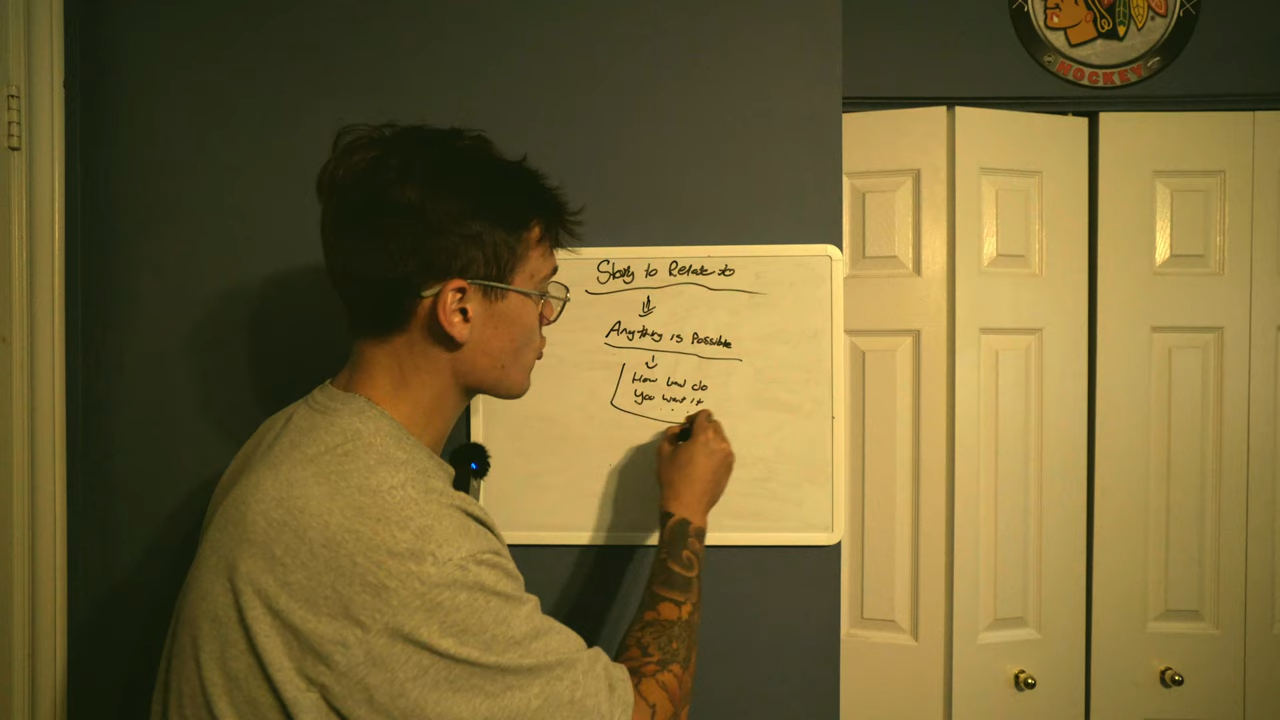 HOCKEY
Story to Relate to
Anything is Possible
How bad do
You want it